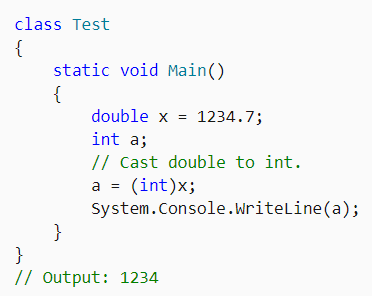 class Test
{
    static void Main()
    {
        double x = 1234.7;
        int a;
        // Cast double to int.
        a = (int)x;
        System.Console.WriteLine(a);
    }
}
// Output: 1234